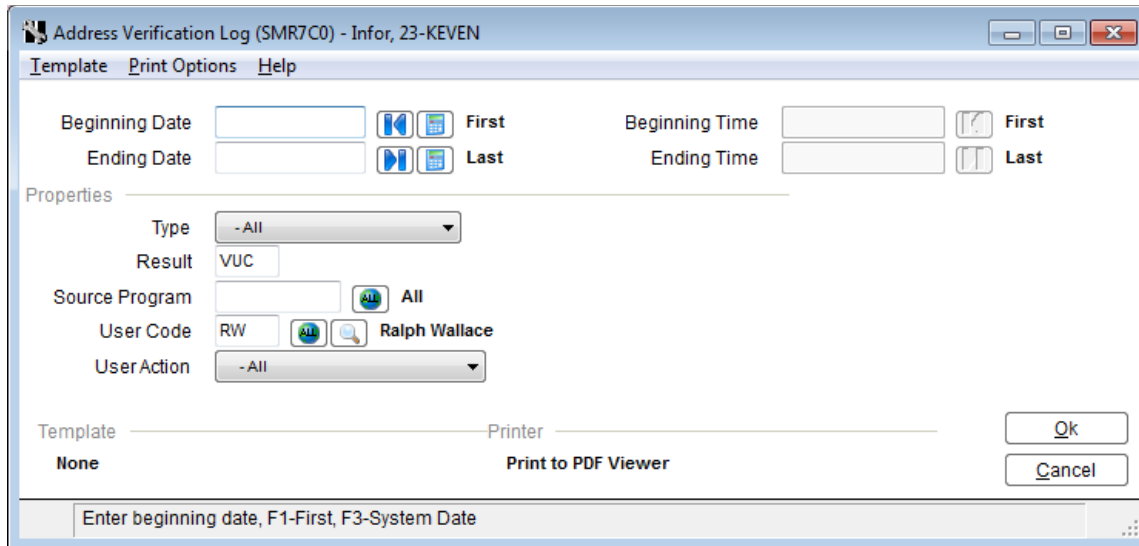 Address Verification Log (SMR7C0) - Infor, 23-KEVEN
Template Print Options Help
Beginning Date First Beginning Time First
Ending Date Last Ending Time Last
Properties
Type - All
Result VUC
Source Program ALL All
User Code RW ALL Ralph Wallace
User Action - All
Template Printer
Ok
None Print to PDF Viewer
Cancel
Enter beginning date, F1-First, F3-System Date